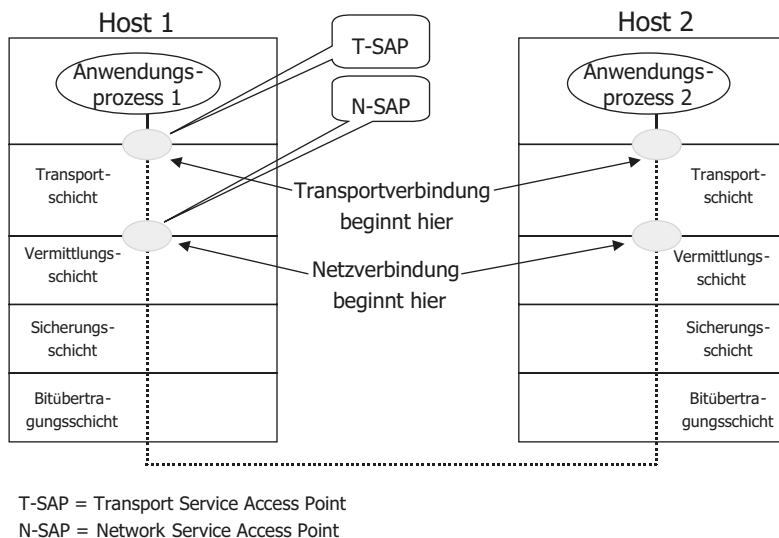 Host 1
Host 2
T-SAP
Anwendungs-
prozess 1
N-SAP
Anwendungs-
prozess 2
Transport-
schicht
Transportverbindung
beginnt hier
Transport-
schicht
Vermittlungs-
schicht
Netzverbindung
beginnt hier
Vermittlungs-
schicht
Sicherungs-
schicht
Sicherungs-
schicht
Bitübertra-
gungsschicht
Bitübertra-
gungsschicht
T-SAP = Transport Service Access Point
N-SAP = Network Service Access Point